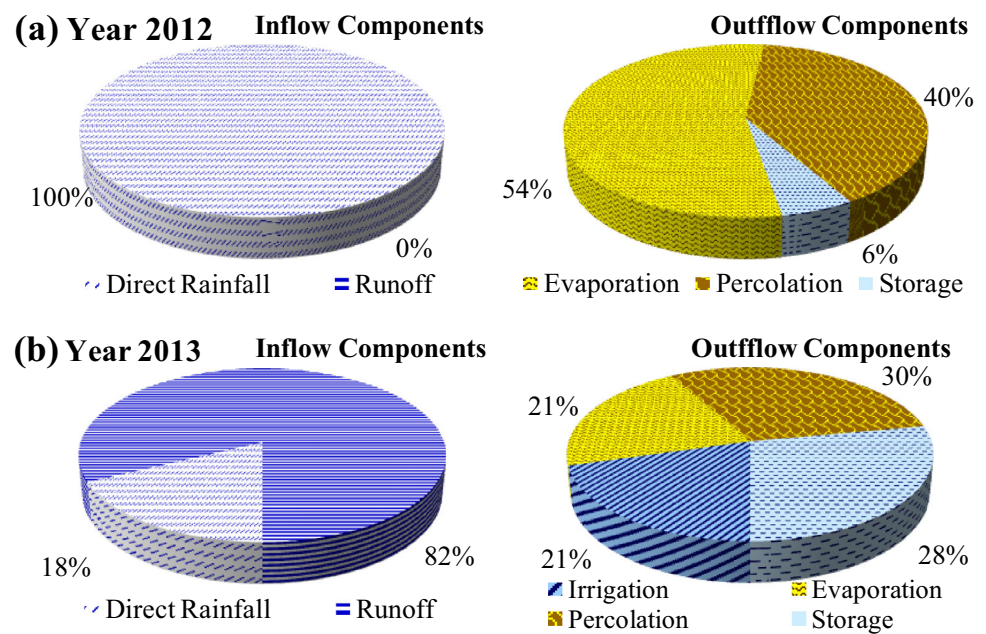 (a) Year 2012
Inflow Components
100%
0%
Direct Rainfall Runoff
Outfflow Components
40%
54%
6%
Evaporation Percolation Storage
(b) Year 2013
Inflow Components
18%
82%
Direct Rainfall Runoff
Outfflow Components
30%
21%
21%
28%
Irrigation Evaporation
Percolation Storage